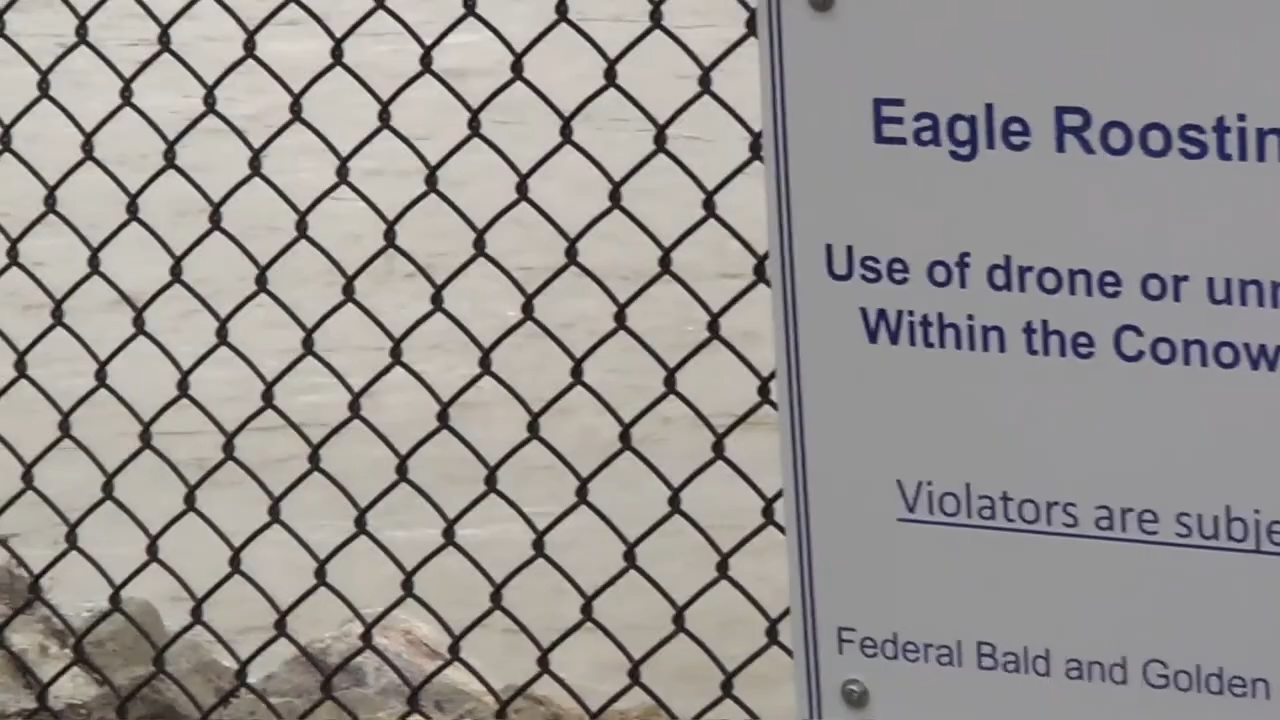 Eagle Roostin
Use of drone or unr
Within the Conow
Violators are subje
Federal Bald and Golden